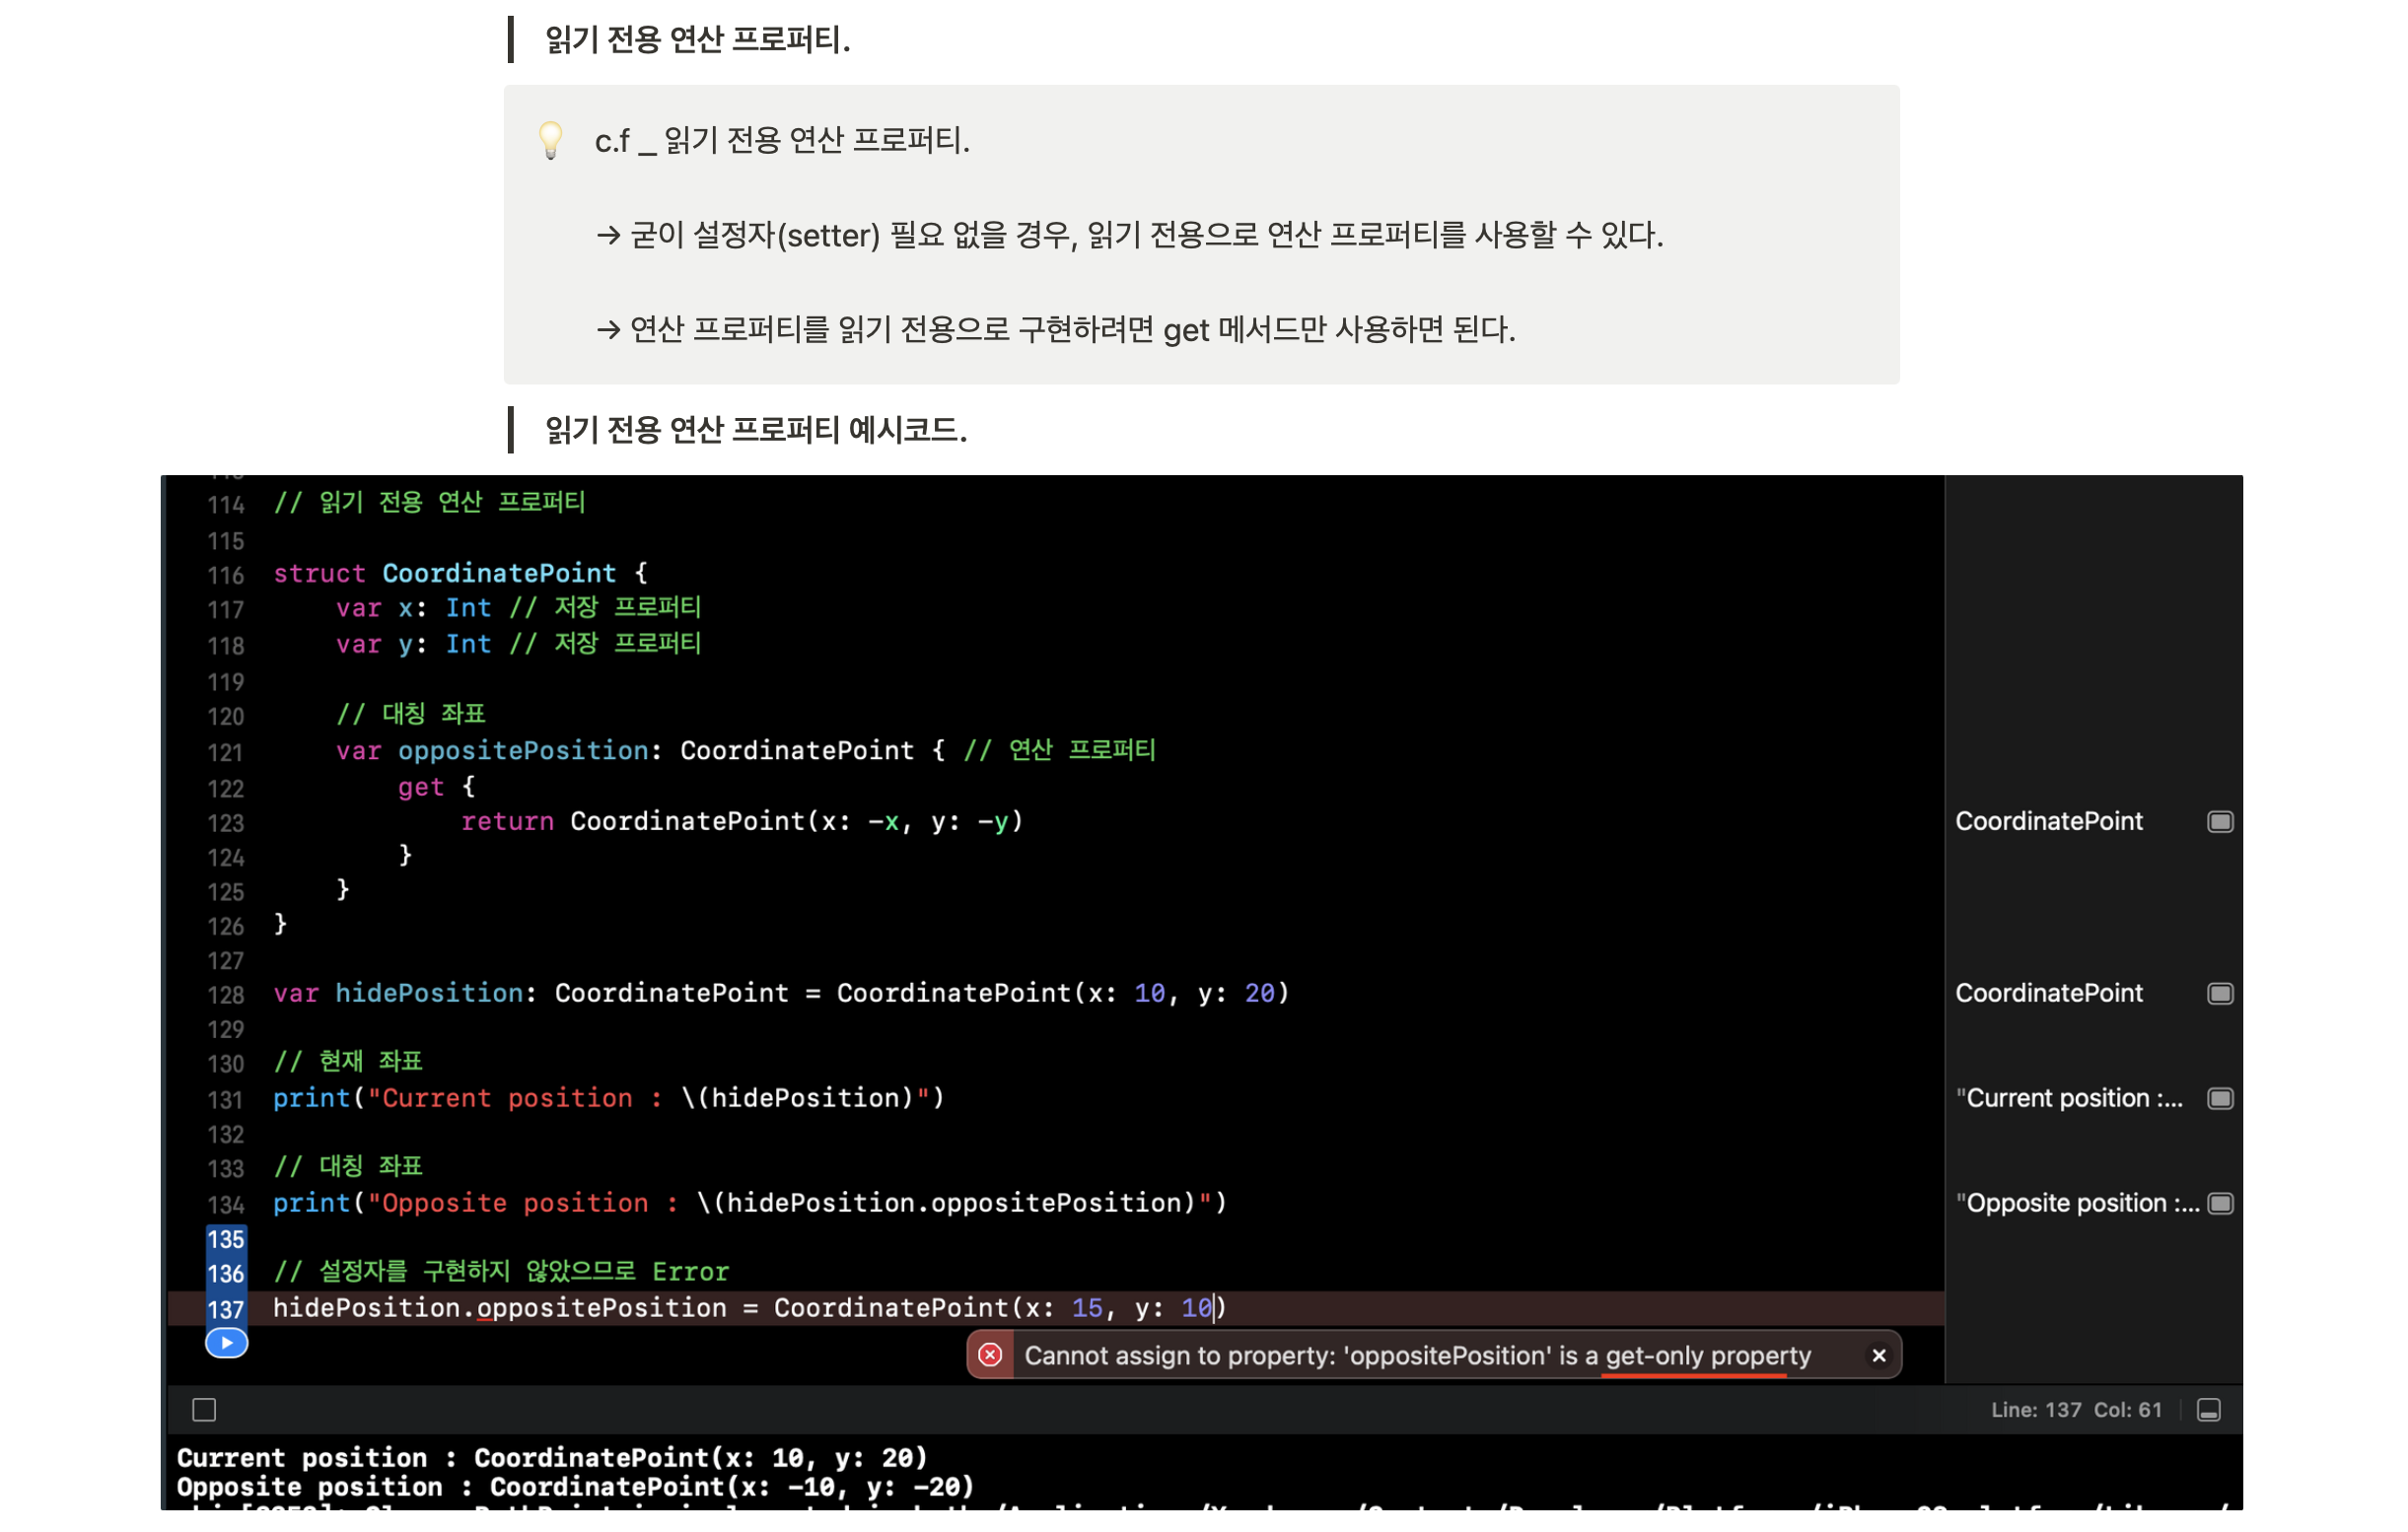 읽기 전용 연산 프로퍼티.
c.f _ 읽기 전용 연산 프로퍼티.
→ 굳이 설정자(setter) 필요 없을 경우, 읽기 전용으로 연산 프로퍼티를 사용할 수 있다.
→ 연산 프로퍼티를 읽기 전용으로 구현하려면 get 메서드만 사용하면 된다.
읽기 전용 연산 프로퍼티 예시코드.
114 // 읽기 전용 연산 프로퍼티
115
116 struct CoordinatePoint {
117 var x: Int // 저장 프로퍼티
118 var y: Int // 저장 프로퍼티
119
120 // 대칭 좌표
121 var oppositePosition: CoordinatePoint { // 연산 프로퍼티
122 get {
123 return CoordinatePoint(x: -x, y: -y) CoordinatePoint
124 }
125 }
126 }
127
128 var hidePosition: CoordinatePoint = CoordinatePoint(x: 10, y: 20) CoordinatePoint
129
130 // 현재 좌표
131 print("Current position : \(hidePosition)") "Current position :...
132
133 // 대칭 좌표
134 print("Opposite position : \(hidePosition.oppositePosition)") "Opposite position :...
135
136 // 설정자를 구현하지 않았으므로 Error
137 hidePosition.oppositePosition = CoordinatePoint(x: 15, y: 10)
Cannot assign to property: 'oppositePosition' is a get-only property
Line: 137 Col: 61
Current position : CoordinatePoint(x: 10, y: 20)
Opposite position : CoordinatePoint(x: -10, y: -20)